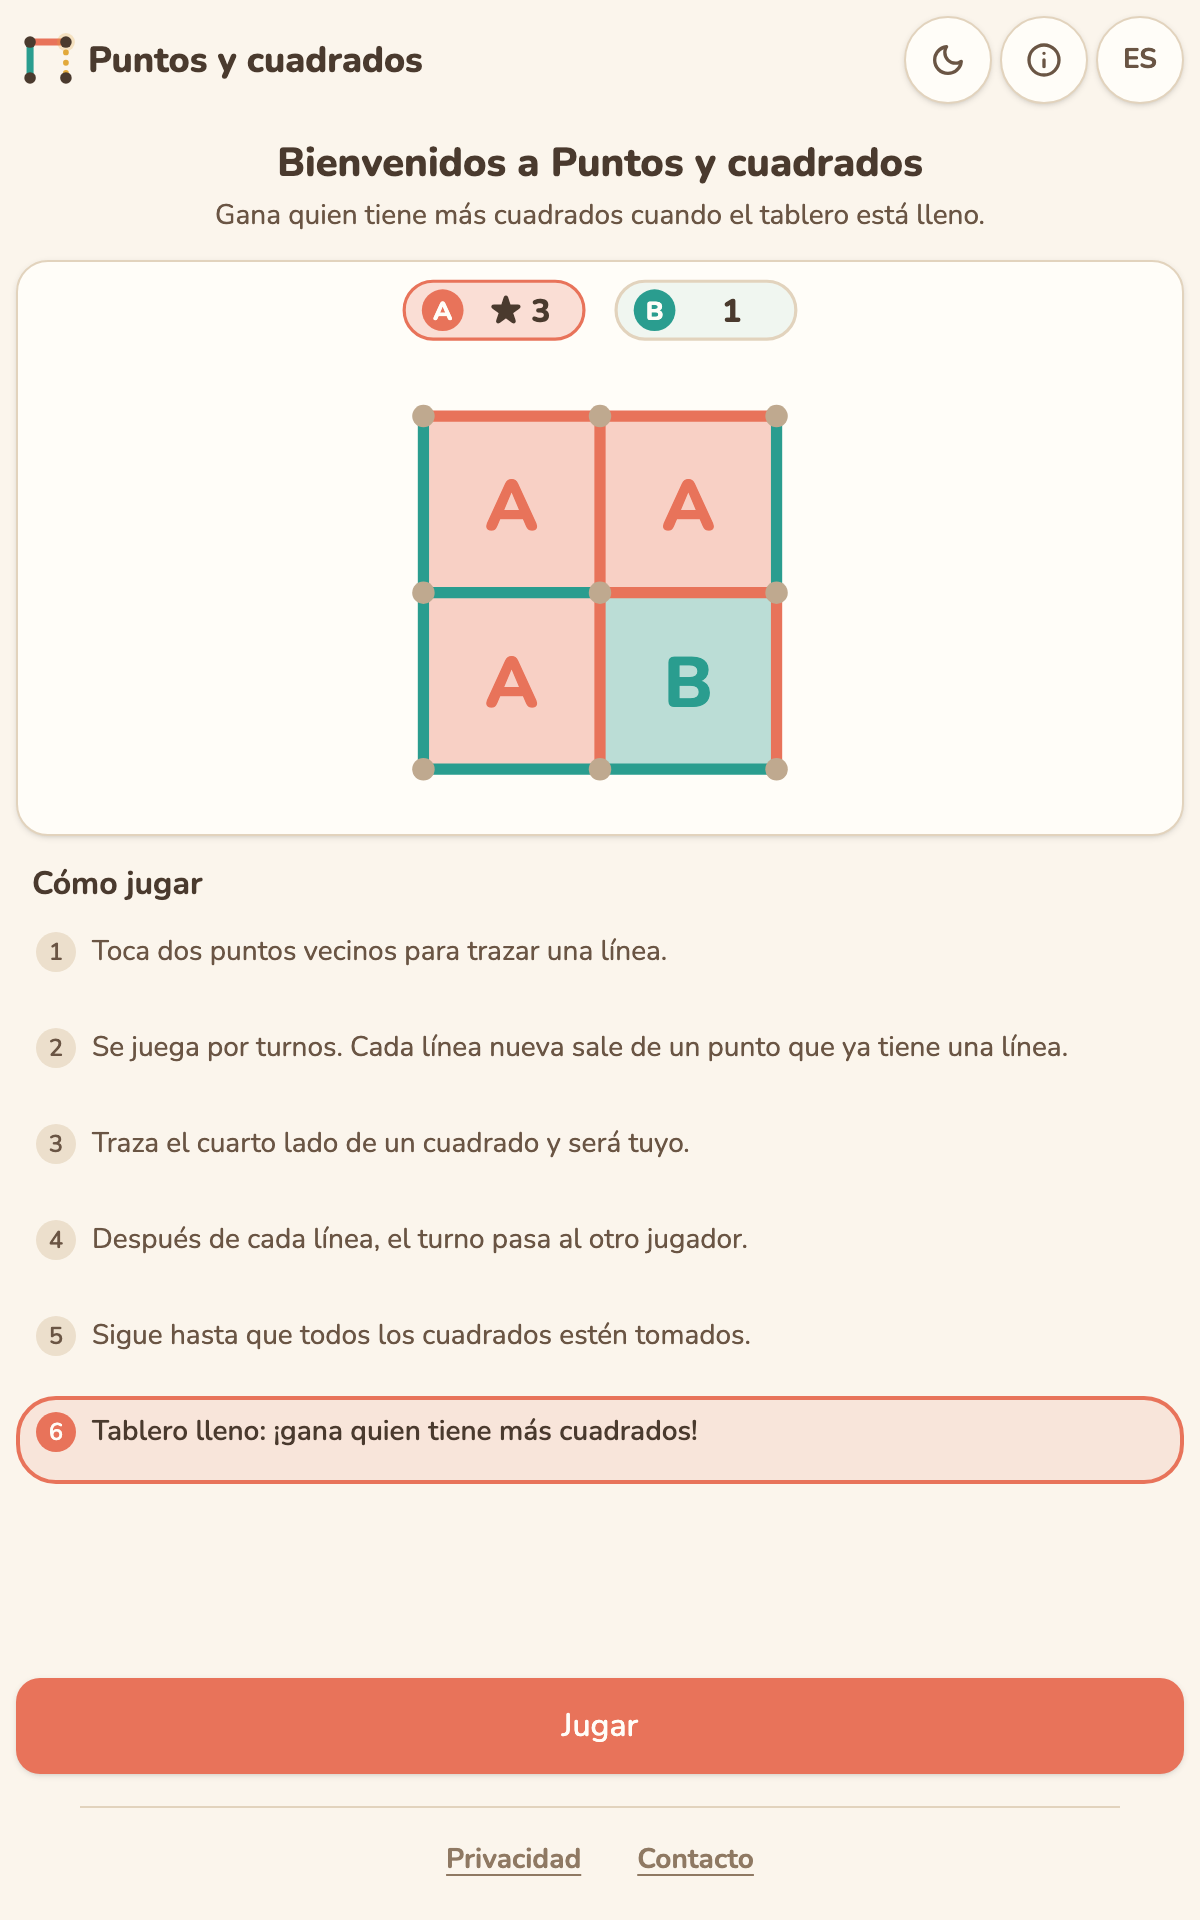 Puntos y cuadrados
ES
Bienvenidos a Puntos y cuadrados
Gana quien tiene más cuadrados cuando el tablero está lleno.
A ★ 3 B 1
A A
A B
Cómo jugar
1 Toca dos puntos vecinos para trazar una línea.
2 Se juega por turnos. Cada línea nueva sale de un punto que ya tiene una línea.
3 Traza el cuarto lado de un cuadrado y será tuyo.
4 Después de cada línea, el turno pasa al otro jugador.
5 Sigue hasta que todos los cuadrados estén tomados.
6 Tablero lleno: ¡gana quien tiene más cuadrados!
Jugar
Privacidad Contacto